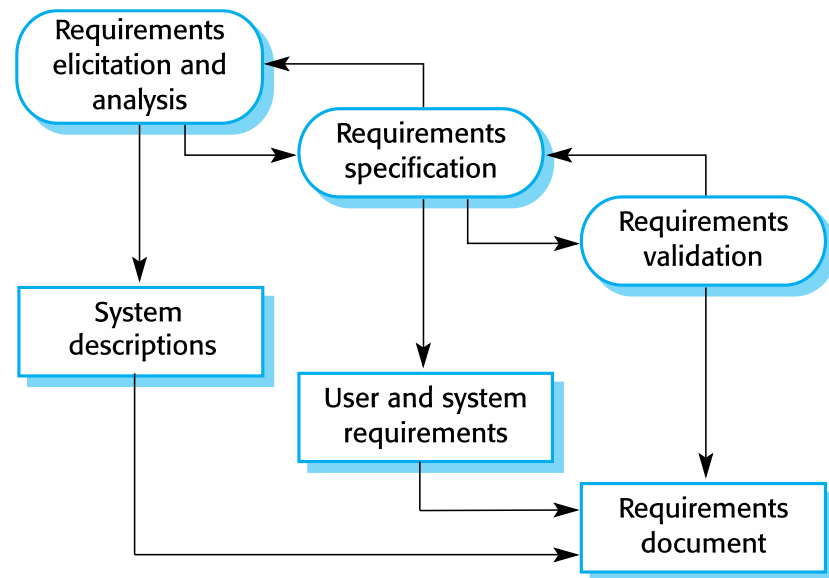 Requirements
elicitation and
analysis
Requirements
specification
Requirements
validation
System
descriptions
User and system
requirements
Requirements
document